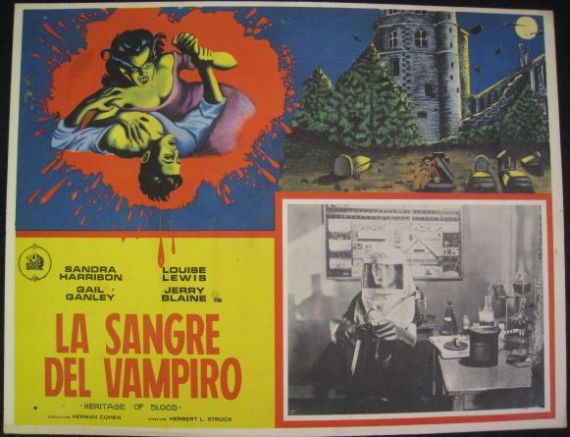 SANDRA
HARRISON
LOUISE
LEWIS
GAIL
GANLEY
JERRY
BLAINE
LA SANGRE
DEL VAMPIRO
HERITAGE OF BLOOD
HERMAN COHEN
HERBERT L. STROCK